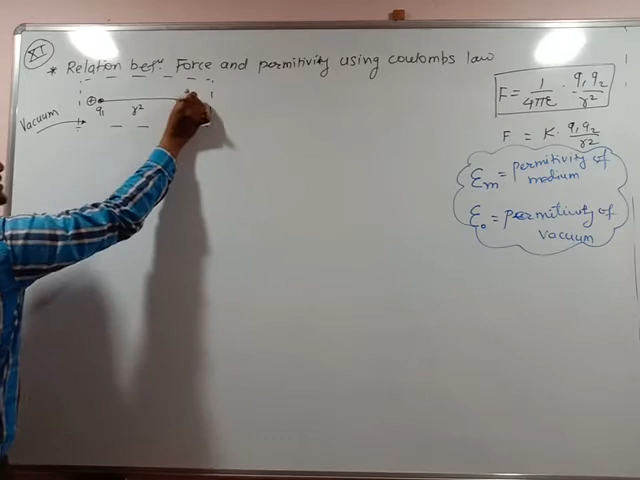 XI
* Relation betⁿ. Force and permitivity using coulombs law
⊕ q₁ r2
Vacuum
F = 1/4πε · q₁q₂/r²
F = K· q₁q₂/r2
εm = permitivity of medium
ε₀ = permitivity of vacuum